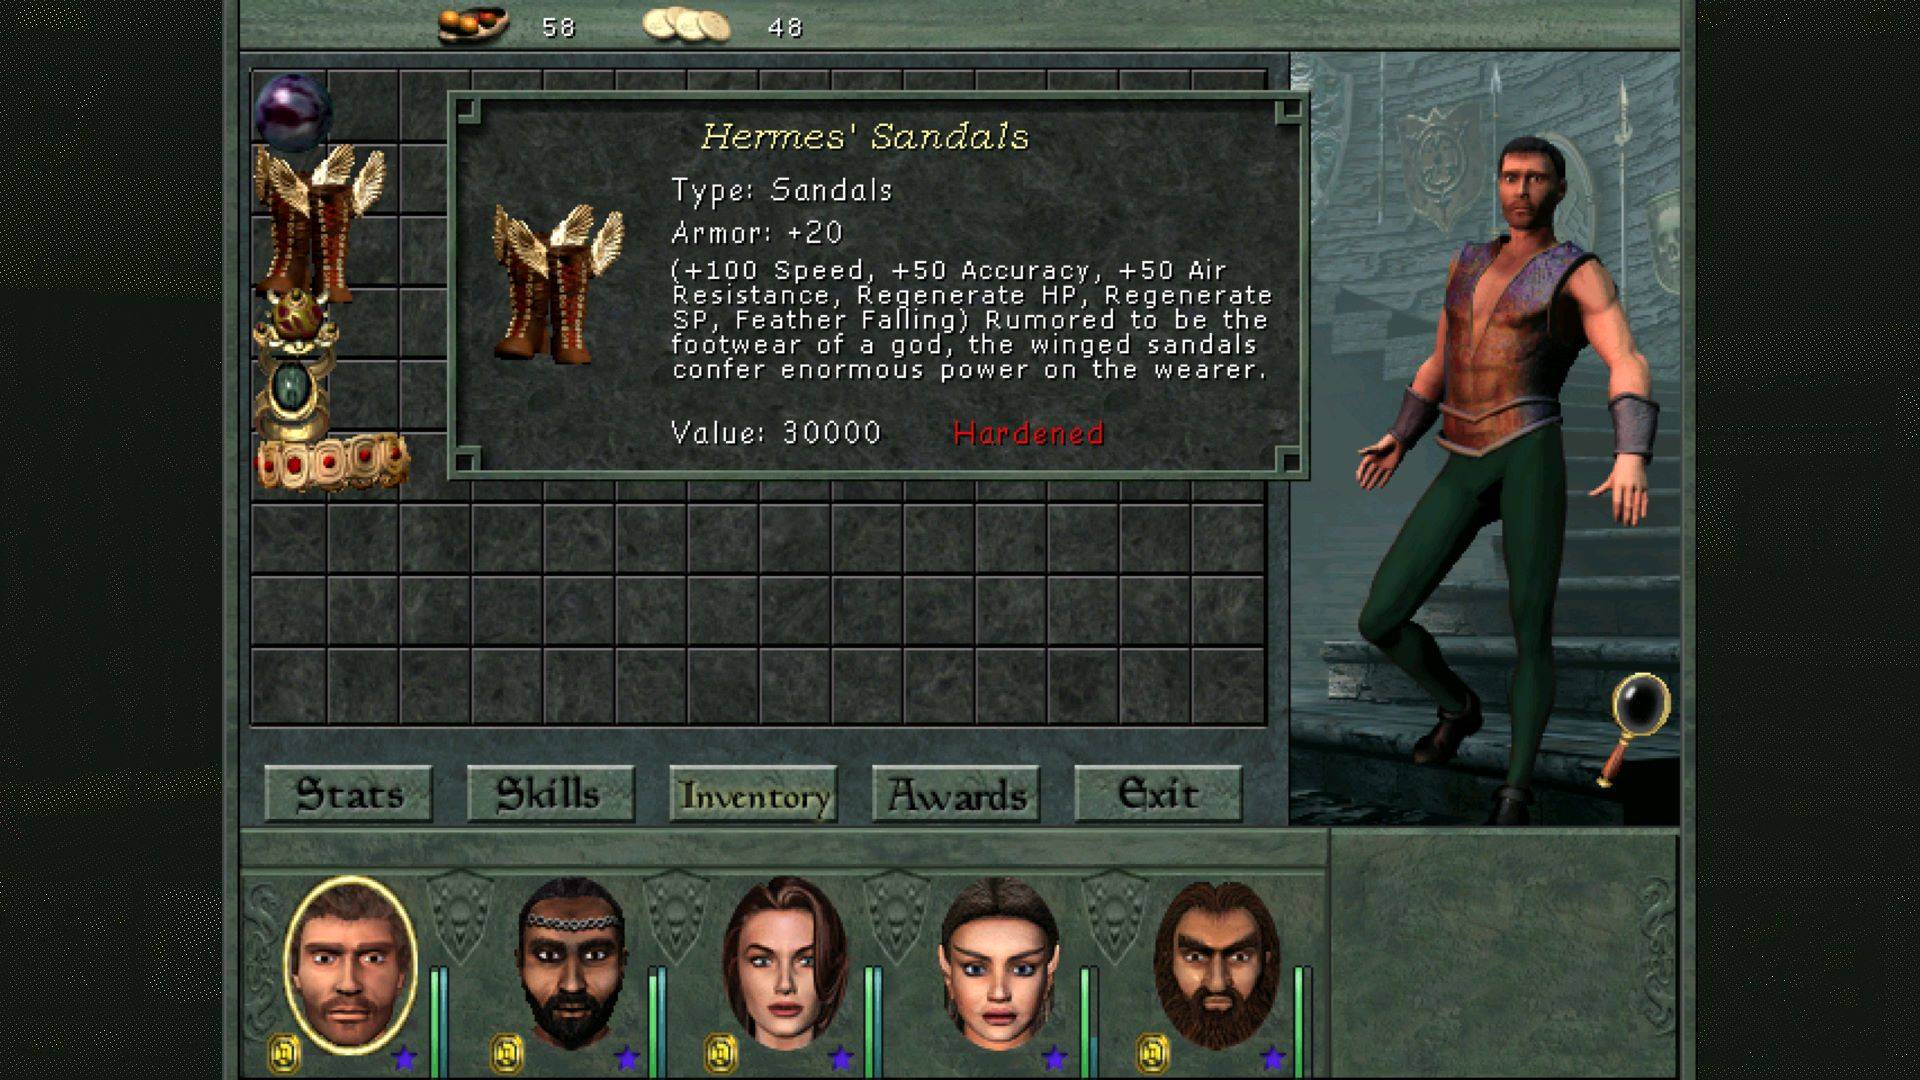 58 48
Hermes' Sandals
Type: Sandals
Armor: +20
(+100 Speed, +50 Accuracy, +50 Air
Resistance, Regenerate HP, Regenerate
SP, Feather Falling) Rumored to be the
footwear of a god, the winged sandals
confer enormous power on the wearer.
Value: 30000 Hardened
Stats Skills Inventory Awards Exit